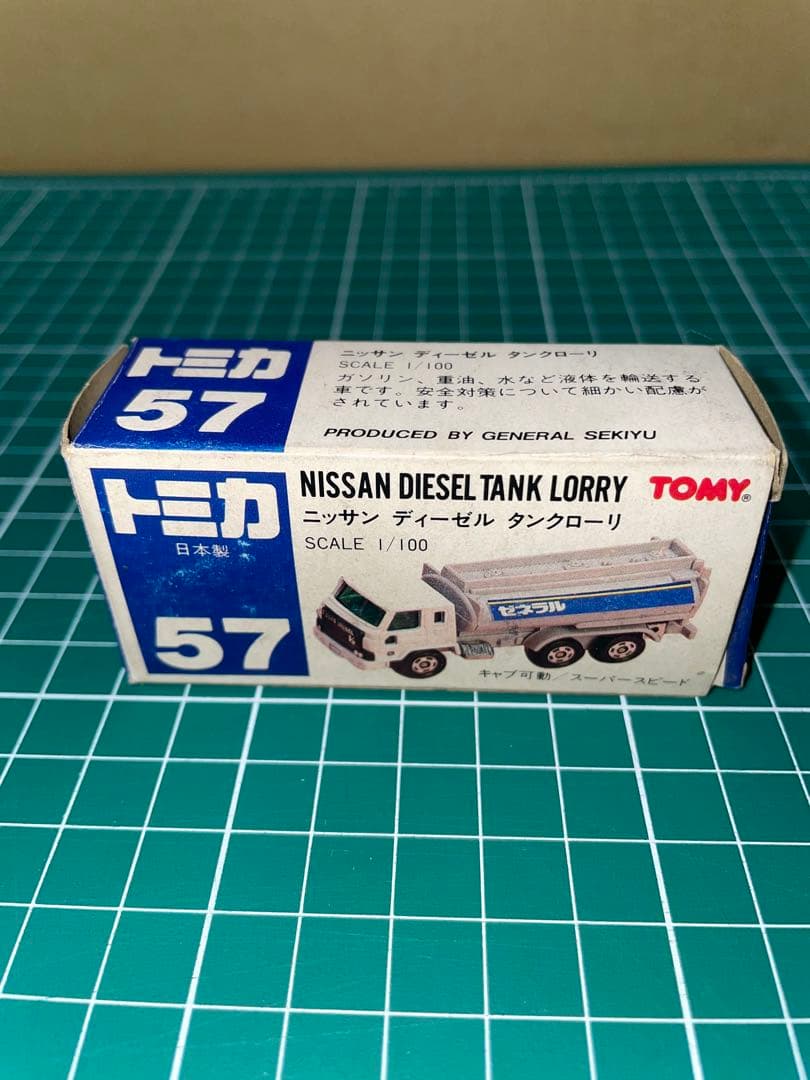 トミカ
57
ニッサン ディーゼル タンクローリ
SCALE 1/100
ガソリン、重油、水など液体を輸送する
車です。安全対策について細かい配慮が
されています。
PRODUCED BY GENERAL SEKIYU
トミカ
日本製
57
NISSAN DIESEL TANK LORRY
TOMY®
ニッサン ディーゼル タンクローリ
SCALE 1/100
ゼネラル
キャブ可動/スーパースピード